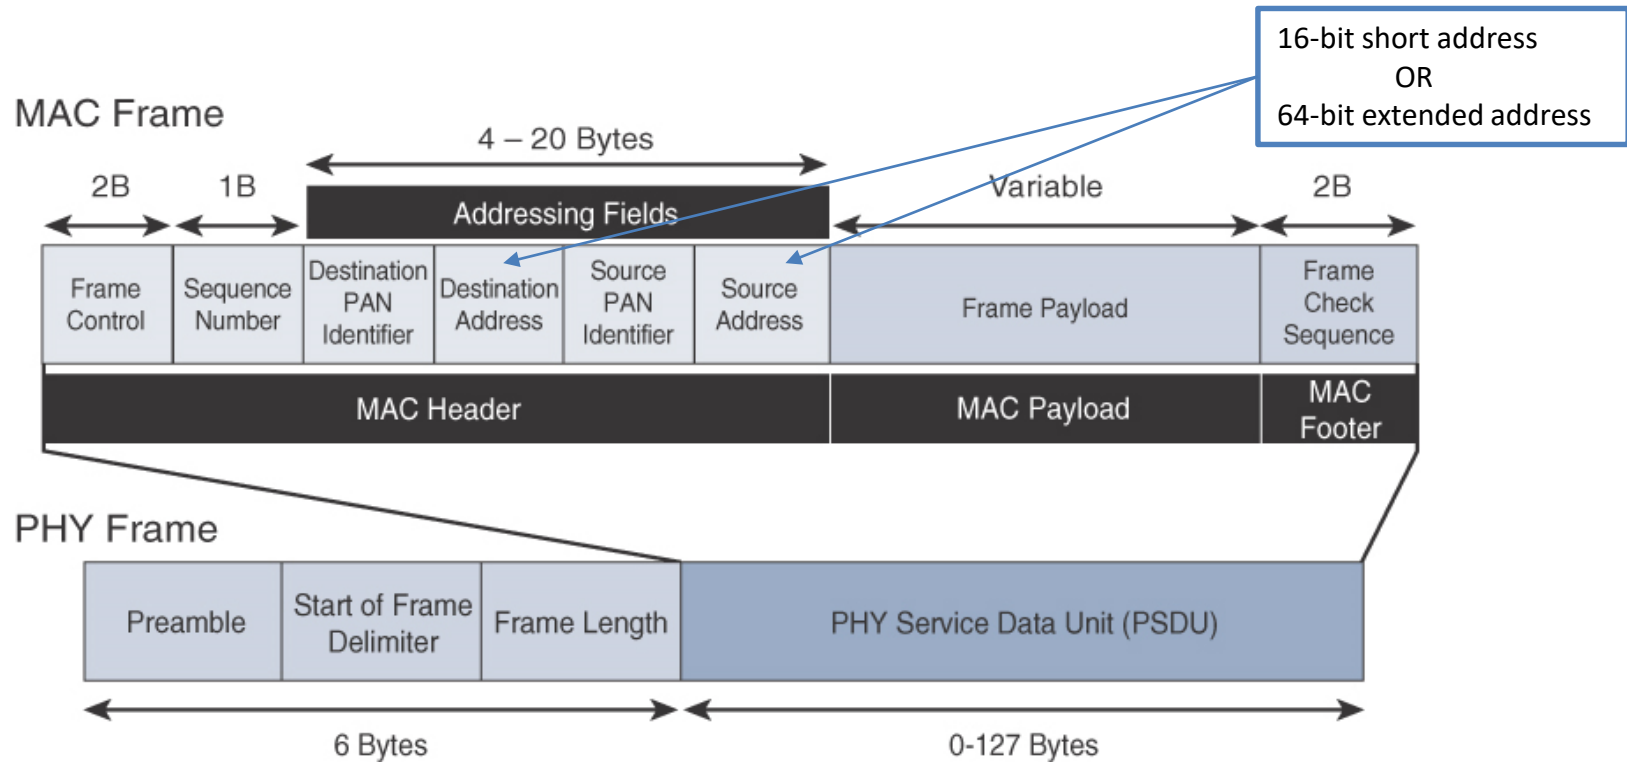 16-bit short address
OR
64-bit extended address
MAC Frame
4 – 20 Bytes
2B
1B
Variable
2B
Addressing Fields
Frame
Control
Sequence
Number
Destination
PAN
Identifier
Destination
Address
Source
PAN
Identifier
Source
Address
Frame Payload
Frame
Check
Sequence
MAC Header
MAC Payload
MAC
Footer
PHY Frame
Preamble
Start of Frame
Delimiter
Frame Length
PHY Service Data Unit (PSDU)
6 Bytes
0-127 Bytes